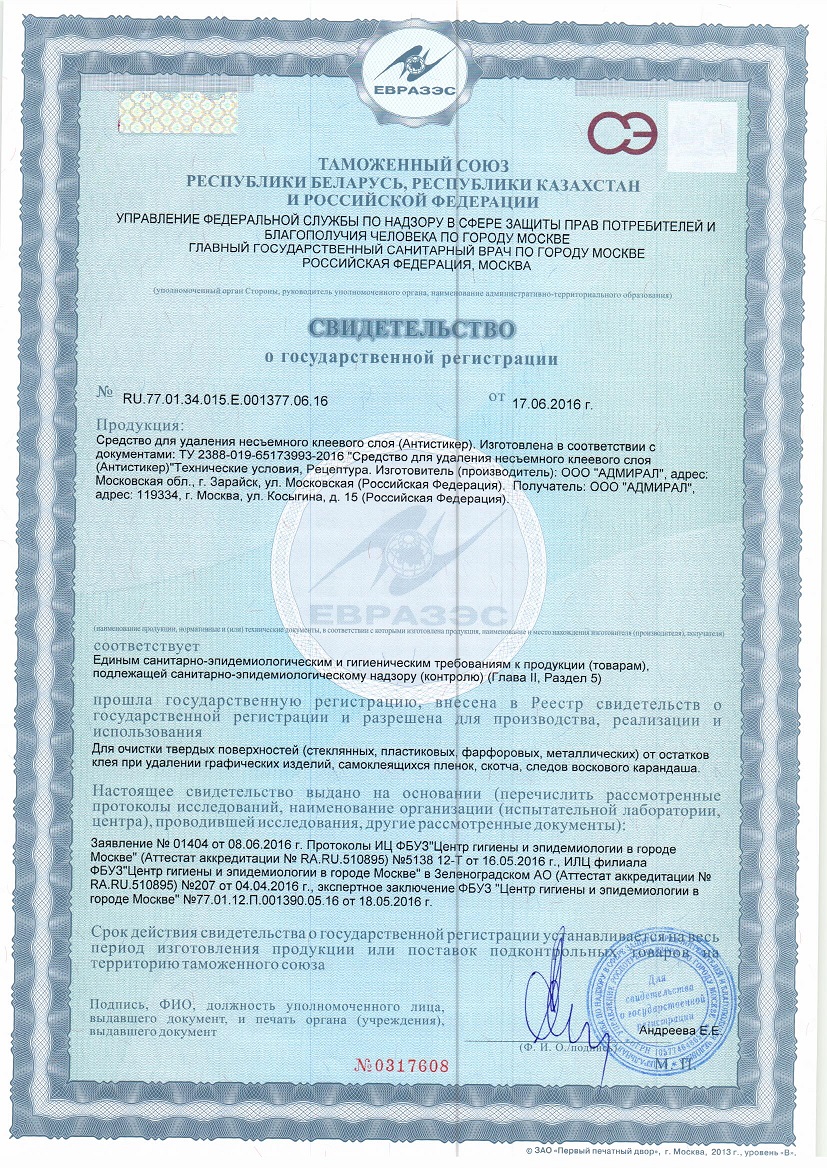 ЕВРАЗЭС
СЭ
ТАМОЖЕННЫЙ СОЮЗ
РЕСПУБЛИКИ БЕЛАРУСЬ, РЕСПУБЛИКИ КАЗАХСТАН
И РОССИЙСКОЙ ФЕДЕРАЦИИ
УПРАВЛЕНИЕ ФЕДЕРАЛЬНОЙ СЛУЖБЫ ПО НАДЗОРУ В СФЕРЕ ЗАЩИТЫ ПРАВ ПОТРЕБИТЕЛЕЙ И
БЛАГОПОЛУЧИЯ ЧЕЛОВЕКА ПО ГОРОДУ МОСКВЕ
ГЛАВНЫЙ ГОСУДАРСТВЕННЫЙ САНИТАРНЫЙ ВРАЧ ПО ГОРОДУ МОСКВЕ
РОССИЙСКАЯ ФЕДЕРАЦИЯ, МОСКВА
(уполномоченный орган Стороны, руководитель уполномоченного органа, наименование административно-территориального образования)
СВИДЕТЕЛЬСТВО
о государственной регистрации
№ RU.77.01.34.015.Е.001377.06.16 от 17.06.2016 г.
Продукция:
Средство для удаления несъемного клеевого слоя (Антистикер). Изготовлена в соответствии с
документами: ТУ 2388-019-65173993-2016 "Средство для удаления несъемного клеевого слоя
(Антистикер)"Технические условия, Рецептура. Изготовитель (производитель): ООО "АДМИРАЛ", адрес:
Московская обл., г. Зарайск, ул. Московская (Российская Федерация). Получатель: ООО "АДМИРАЛ",
адрес: 119334, г. Москва, ул. Косыгина, д. 15 (Российская Федерация).
ЕВРАЗЭС
(наименование продукции, нормативные и (или) технические документы, в соответствии с которыми изготовлена продукция, наименование и место нахождения изготовителя (производителя), получателя)
соответствует
Единым санитарно-эпидемиологическим и гигиеническим требованиям к продукции (товарам),
подлежащей санитарно-эпидемиологическому надзору (контролю) (Глава II, Раздел 5)
прошла государственную регистрацию, внесена в Реестр свидетельств о
государственной регистрации и разрешена для производства, реализации и
использования
Для очистки твердых поверхностей (стеклянных, пластиковых, фарфоровых, металлических) от остатков
клея при удалении графических изделий, самоклеящихся пленок, скотча, следов воскового карандаша.
Настоящее свидетельство выдано на основании (перечислить рассмотренные
протоколы исследований, наименование организации (испытательной лаборатории,
центра), проводившей исследования, другие рассмотренные документы):
Заявление № 01404 от 08.06.2016 г. Протоколы ИЦ ФБУЗ"Центр гигиены и эпидемиологии в городе
Москве" (Аттестат аккредитации № RA.RU.510895) №5138 12-Т от 16.05.2016 г., ИЛЦ филиала
ФБУЗ"Центр гигиены и эпидемиологии в городе Москве" в Зеленоградском АО (Аттестат аккредитации №
RA.RU.510895) №207 от 04.04.2016 г., экспертное заключение ФБУЗ "Центр гигиены и эпидемиологии в
городе Москве" №77.01.12.П.001390.05.16 от 18.05.2016 г.
Срок действия свидетельства о государственной регистрации устанавливается на весь
период изготовления продукции или поставок подконтрольных товаров на
территорию таможенного союза
Подпись, ФИО, должность уполномоченного лица,
выдавшего документ, и печать органа (учреждения),
выдавшего документ
Для
свидетельства
о государственной
регистрации
Андреева Е.Е.
(Ф. И. О./подпись)
М. П.
№0317608
© ЗАО «Первый печатный двор», г. Москва, 2013 г., уровень «В».